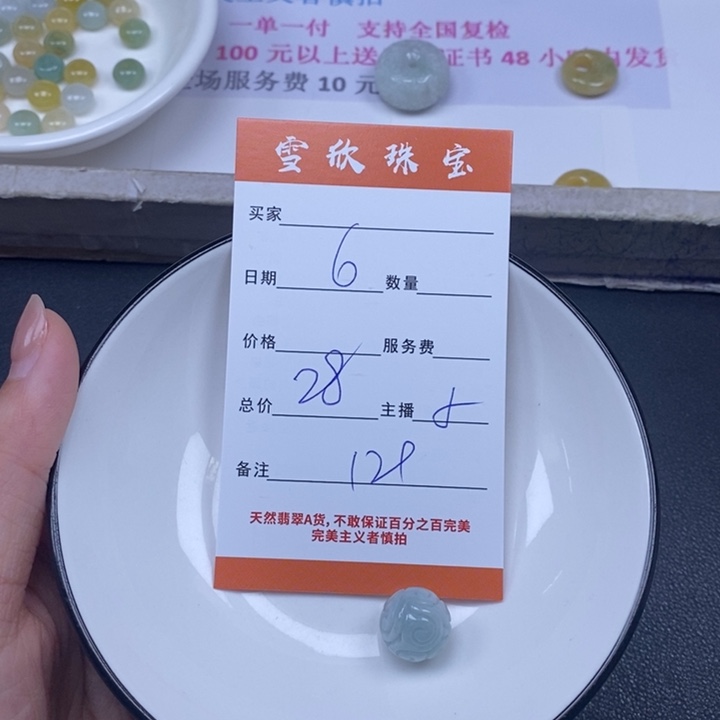 一单一付 支持全国复检
100 元以上送 证书 48 小 内发货
场服务费 10 元
雪欣珠宝
买家
日期 6 数量
价格 服务费
总价 28 主播
备注 128
天然翡翠A货, 不敢保证百分之百完美
完美主义者慎拍